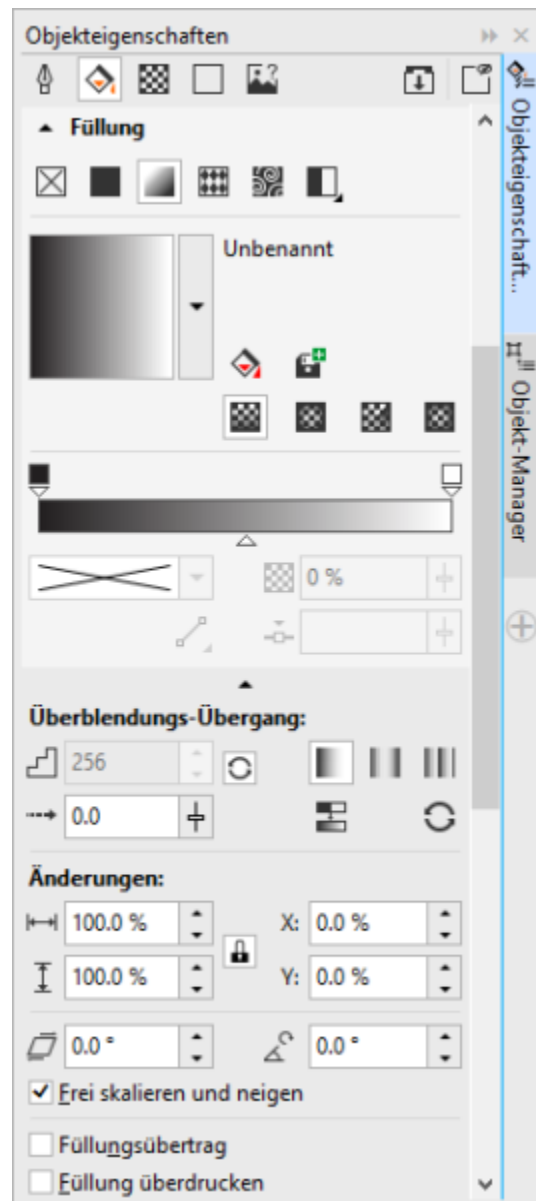 Objekteigenschaften
Objekteigenschaft...
Objekt-Manager
Füllung
Unbenannt
0 %
Überblendungs-Übergang:
256
0.0
Änderungen:
100.0 %
X: 0.0 %
100.0 %
Y: 0.0 %
0.0 °
0.0 °
Frei skalieren und neigen
Füllungsübertrag
Füllung überdrucken